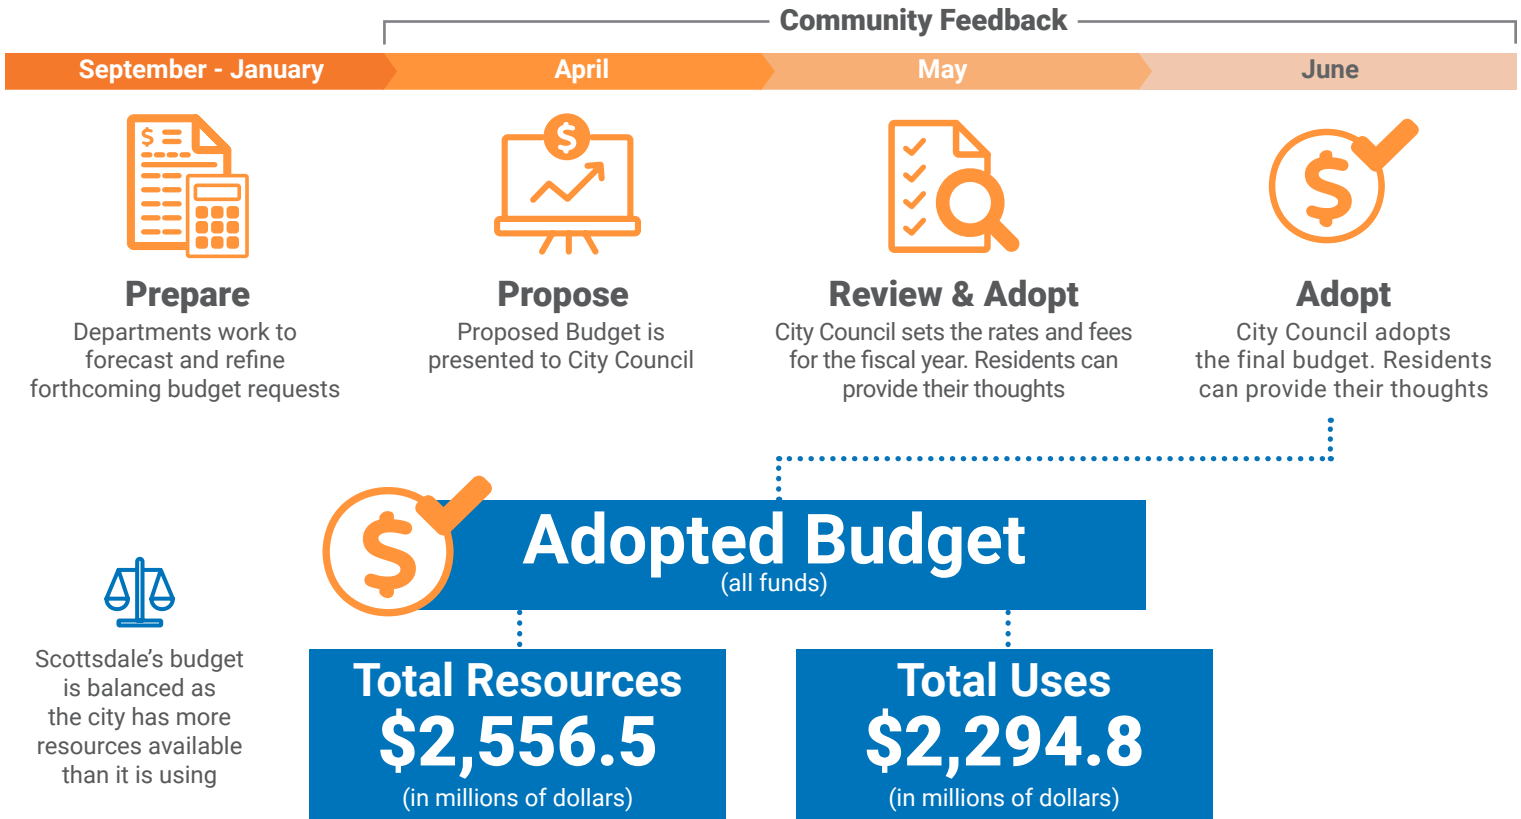 Community Feedback
September - January
April
May
June
$
$
$
Prepare
Departments work to
forecast and refine
forthcoming budget requests
Propose
Proposed Budget is
presented to City Council
Review & Adopt
City Council sets the rates and fees
for the fiscal year. Residents can
provide their thoughts
Adopt
City Council adopts
the final budget. Residents
can provide their thoughts
$
Adopted Budget
(all funds)
Scottsdale’s budget
is balanced as
the city has more
resources available
than it is using
Total Resources
$2,556.5
(in millions of dollars)
Total Uses
$2,294.8
(in millions of dollars)